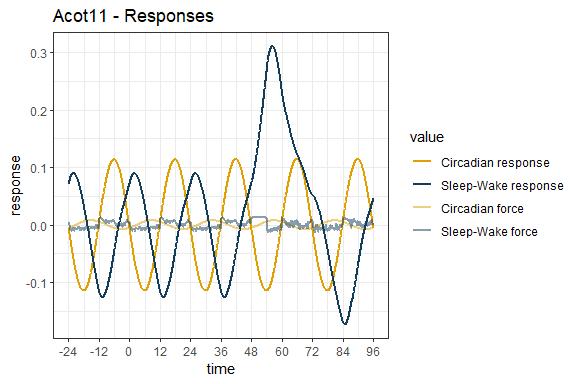 Acot11 - Responses
0.3
0.2
0.1
0.0
-0.1
response
-24 -12 0 12 24 36 48 60 72 84 96
time
value
Circadian response
Sleep-Wake response
Circadian force
Sleep-Wake force